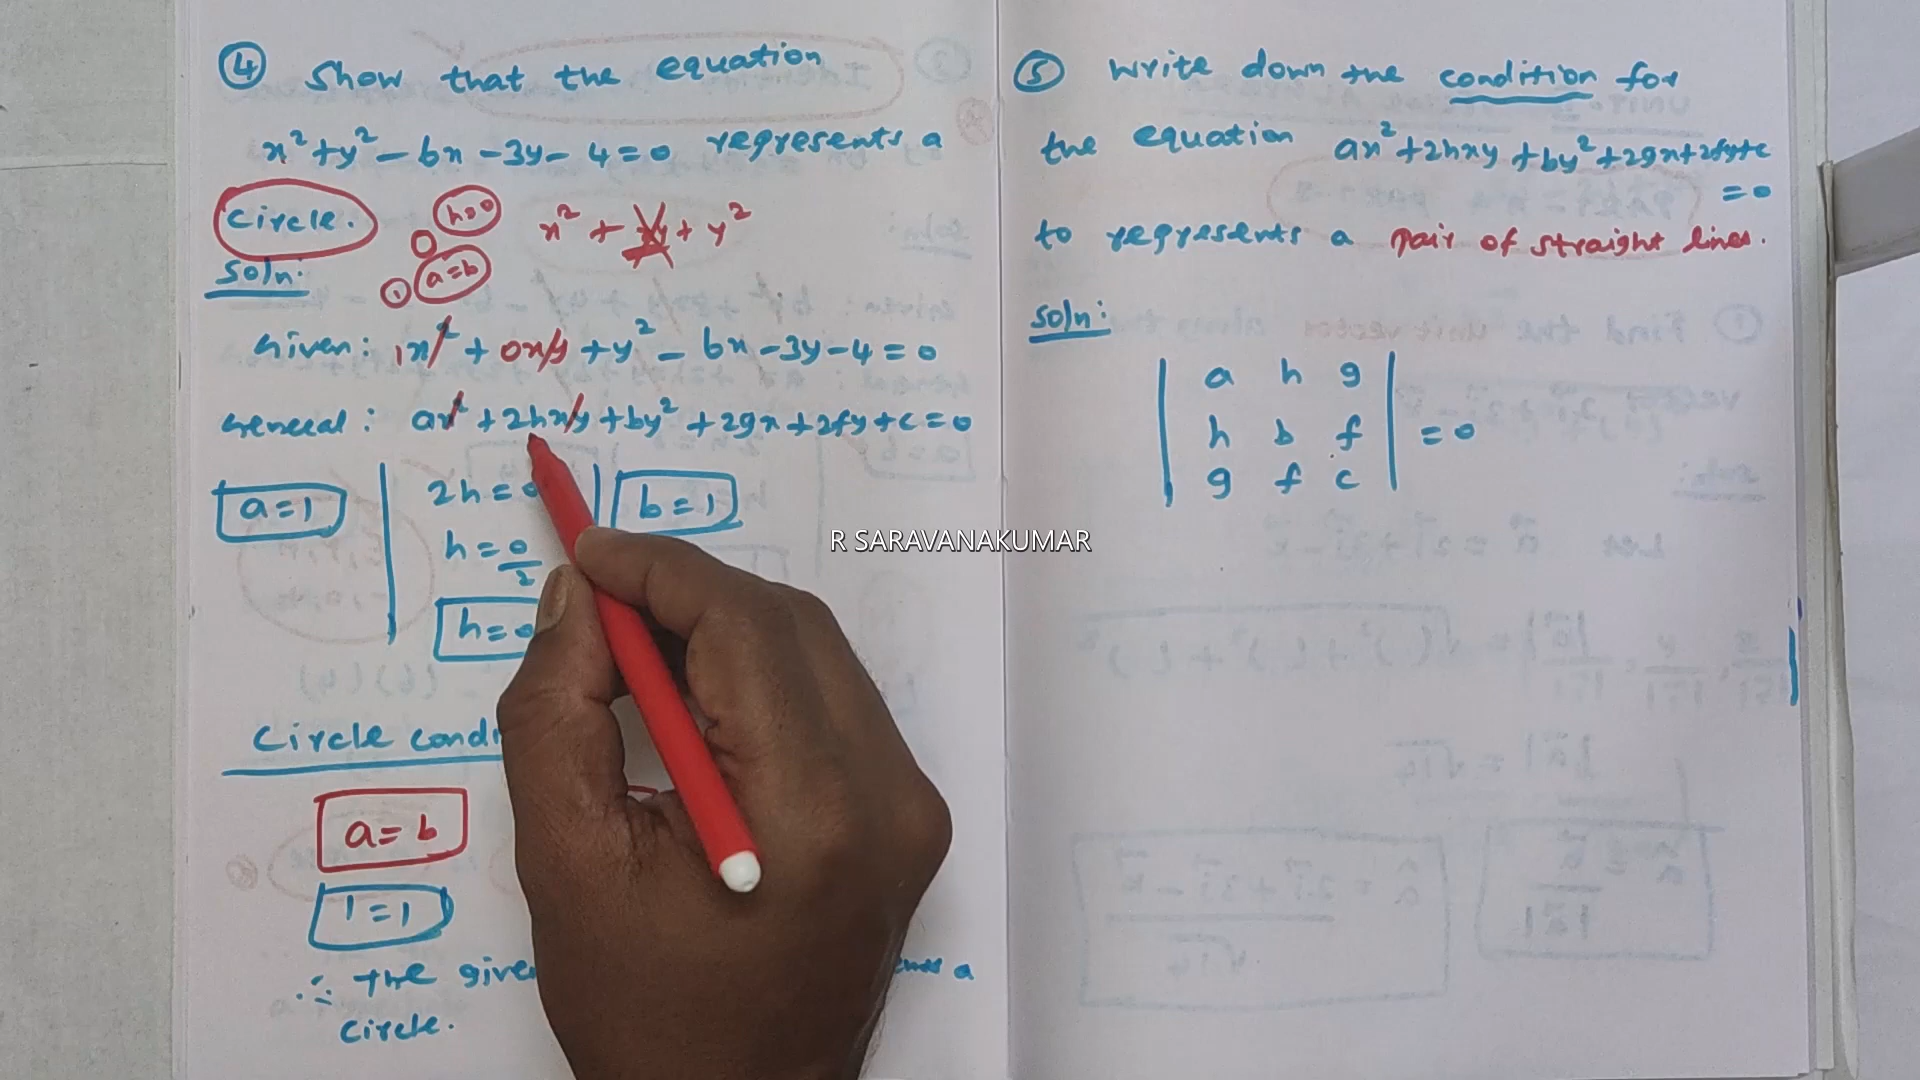 ④ Show that the equation
x² + y² - 6x - 3y - 4 = 0 represents a
circle.
h=0
x² + xy + y²
① a=b
Soln:
Given: 1x² + 0xy + y² - 6x - 3y - 4 = 0
General: ax² + 2hxy + by² + 2gx + 2fy + c = 0
a=1
2h=0
b=1
h=0/2
h=0
Circle
a=b
1=1
∴ The a
circle.
⑤ Write down the condition for
the equation ax² + 2hxy + by² + 2gx + 2fy + c
=0
to represents a pair of straight lines.
Soln:
a h g
h b f = 0
g f c
R SARAVANAKUMAR